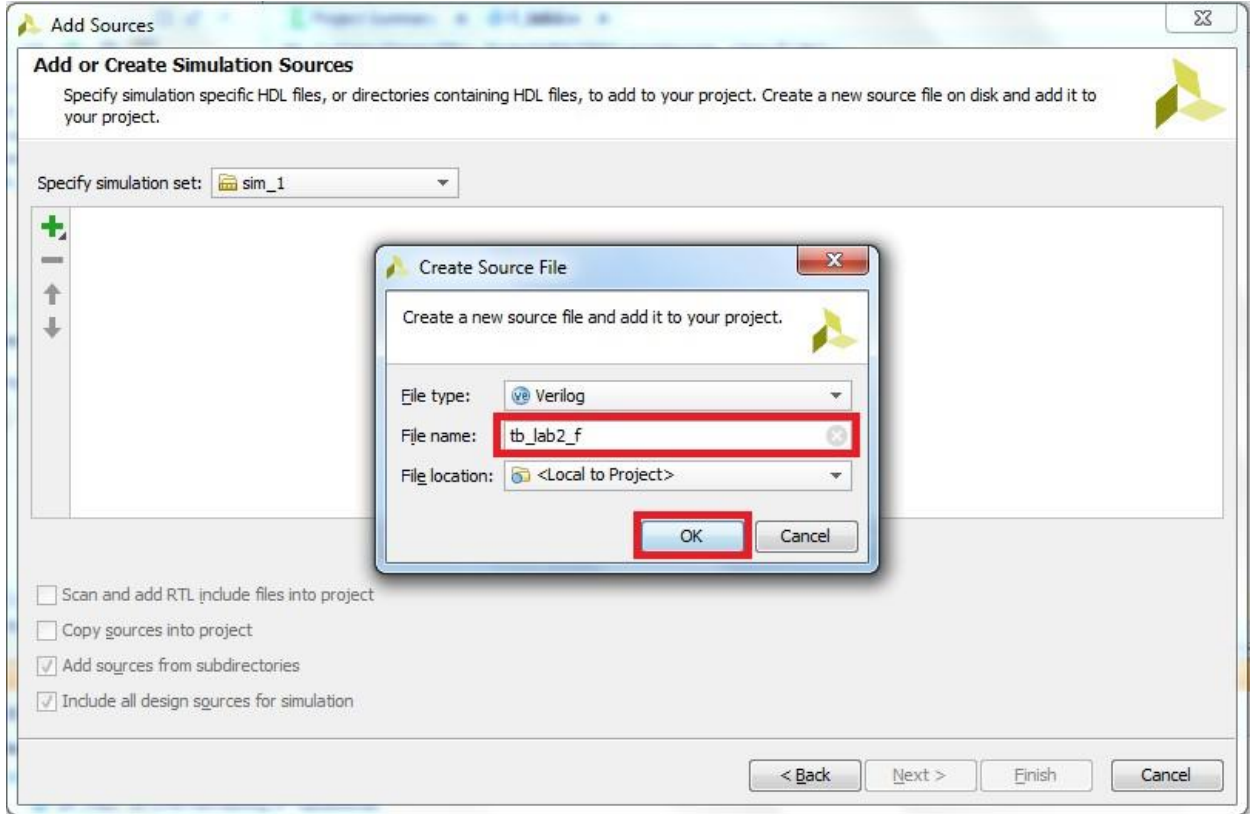 Add Sources
Add or Create Simulation Sources
Specify simulation specific HDL files, or directories containing HDL files, to add to your project. Create a new source file on disk and add it to
your project.
Specify simulation set: sim_1
Create Source File
Create a new source file and add it to your project.
File type: Verilog
File name: tb_lab2_f
File location: <Local to Project>
OK Cancel
Scan and add RTL include files into project
Copy sources into project
Add sources from subdirectories
Include all design sources for simulation
< Back Next > Finish Cancel